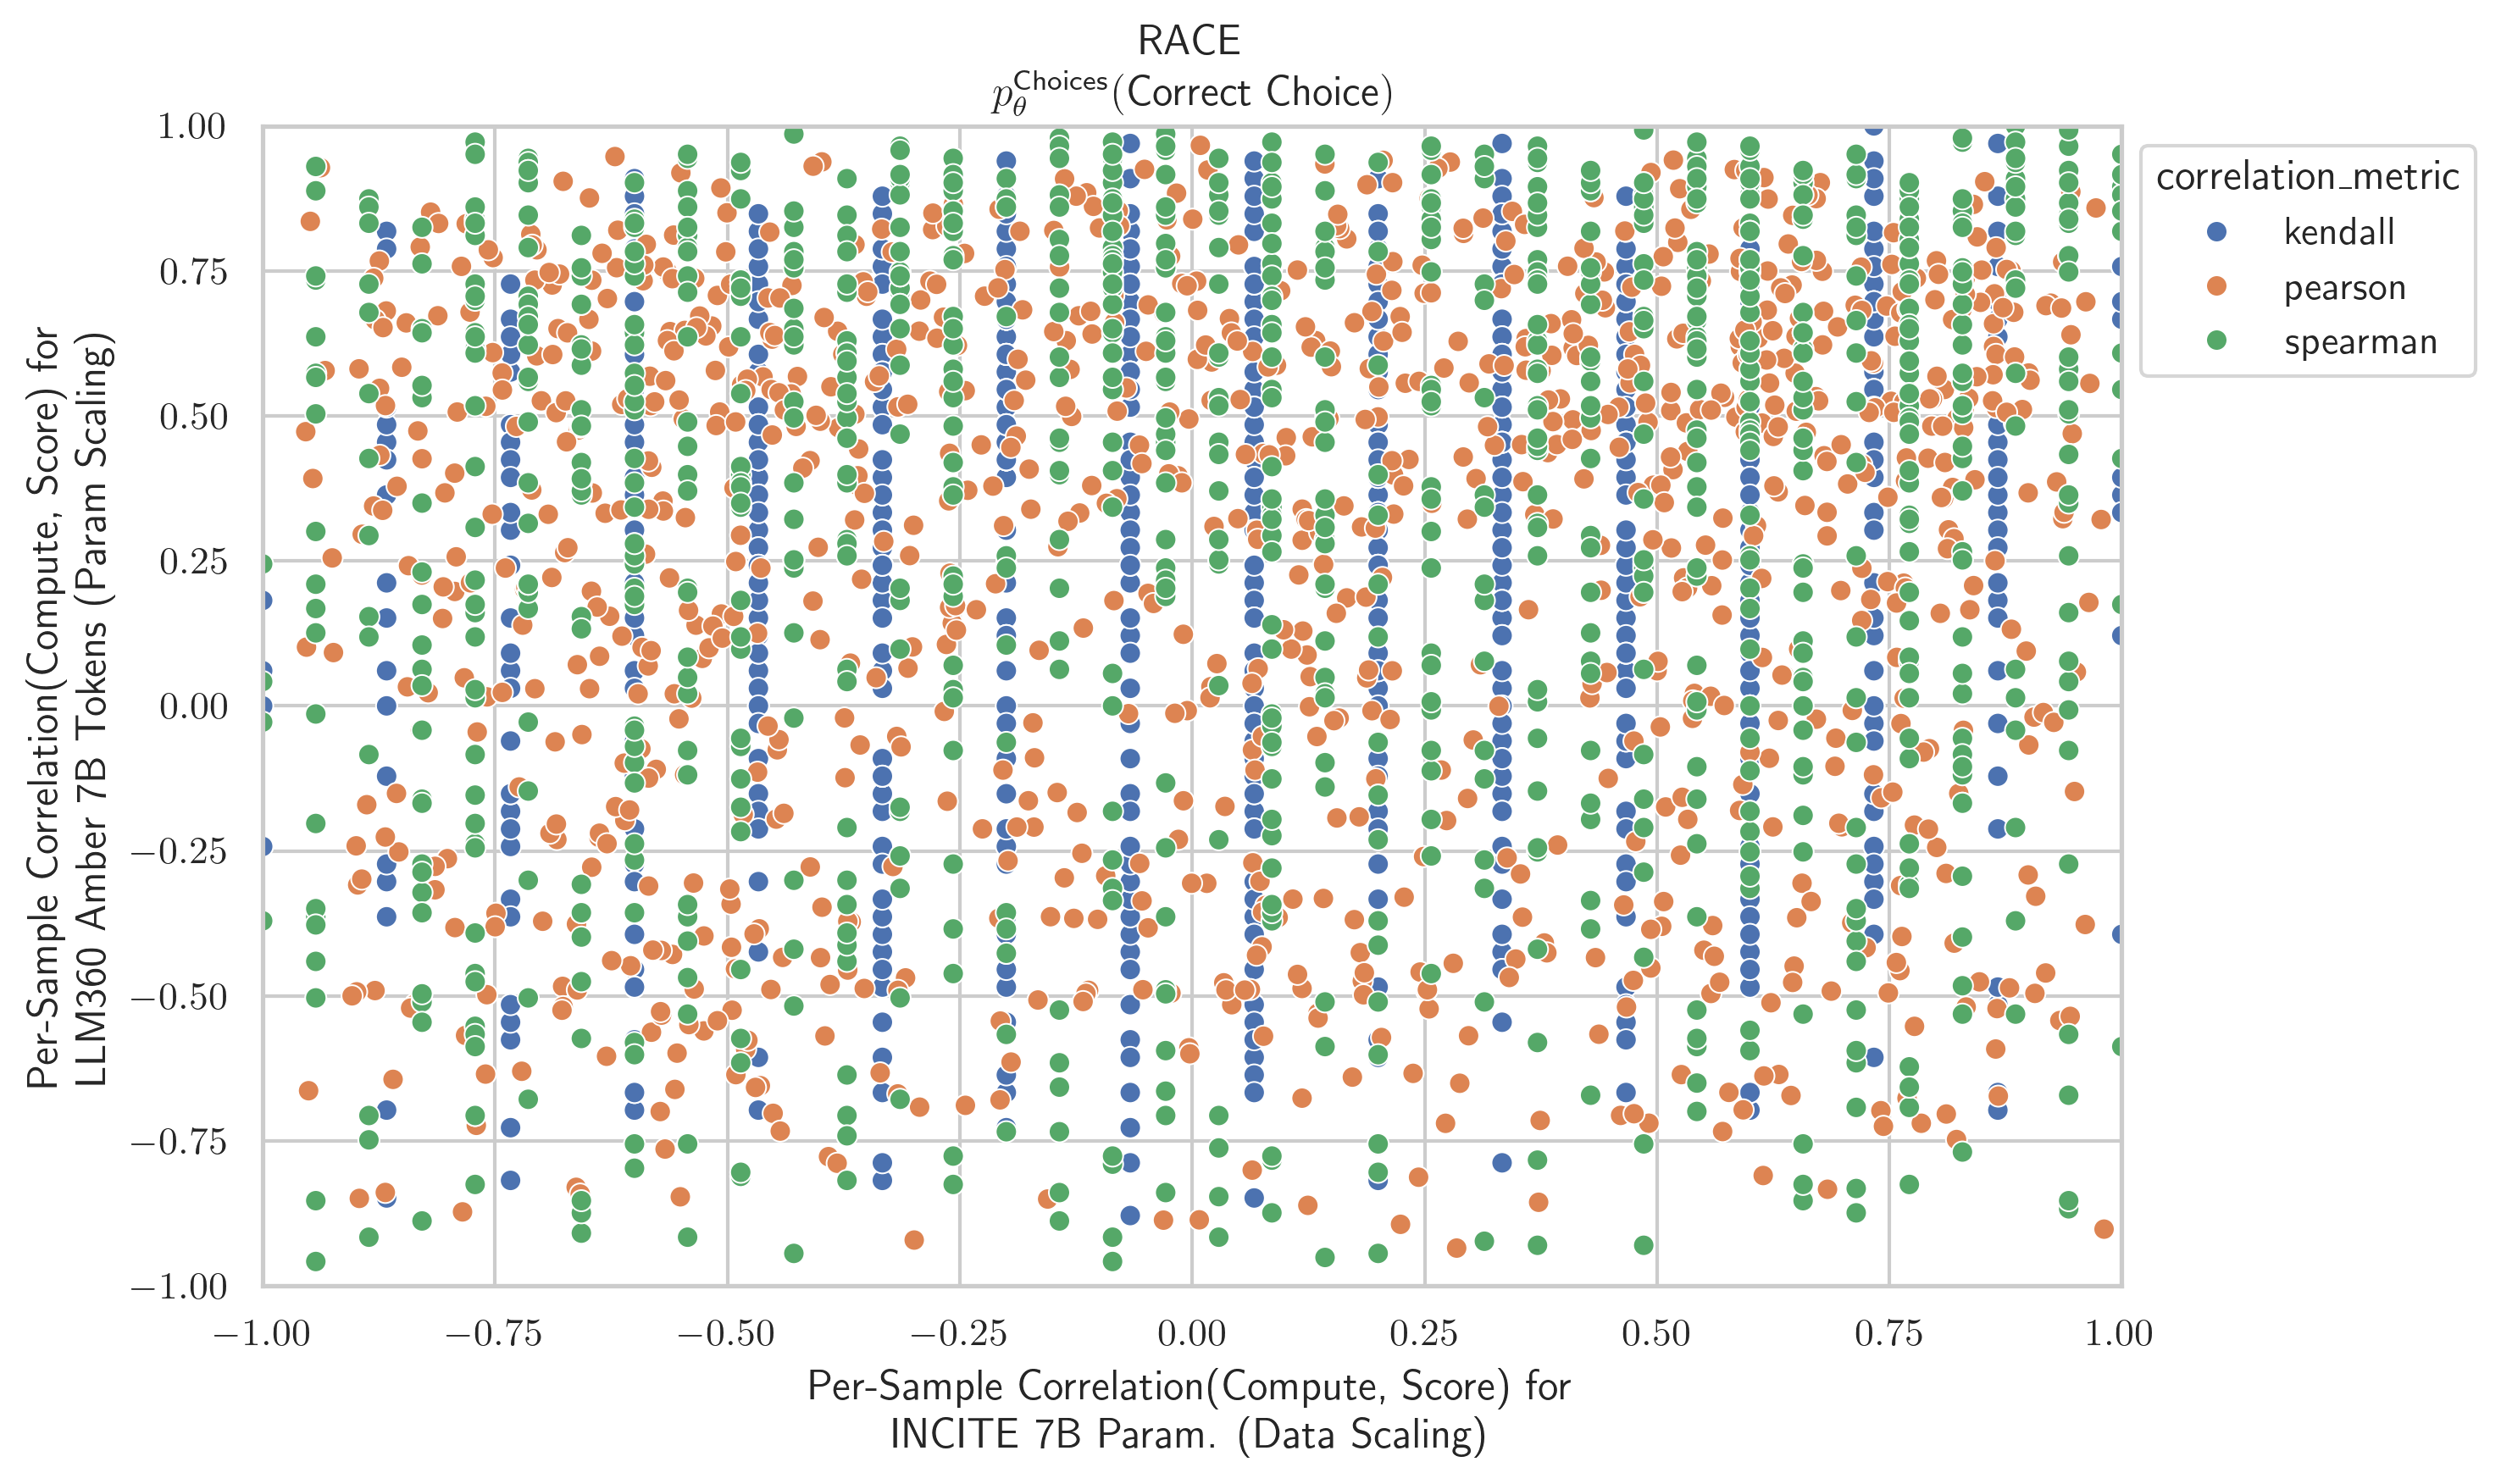 RACE
p_θ^Choices(Correct Choice)
Per-Sample Correlation(Compute, Score) for
LLM360 Amber 7B Tokens (Param Scaling)
1.00
0.75
0.50
0.25
0.00
−0.25
−0.50
−0.75
−1.00
correlation_metric
kendall
pearson
spearman
−1.00 −0.75 −0.50 −0.25 0.00 0.25 0.50 0.75 1.00
Per-Sample Correlation(Compute, Score) for
INCITE 7B Param. (Data Scaling)